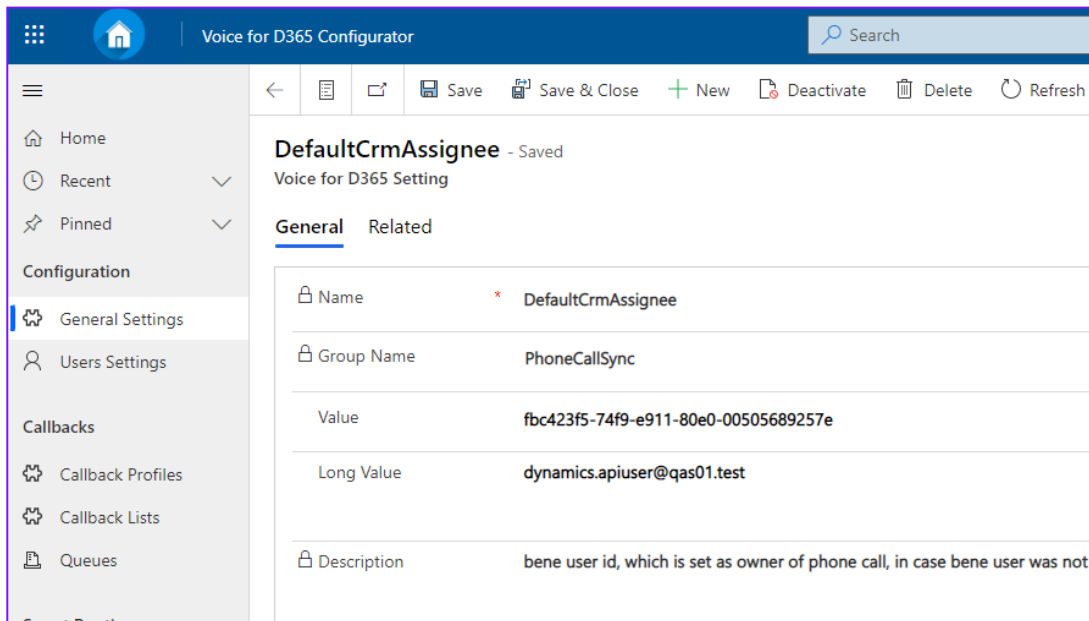 Voice for D365 Configurator
Search
Save
Save & Close
New
Deactivate
Delete
Refresh
Home
Recent
Pinned
Configuration
General Settings
Users Settings
Callbacks
Callback Profiles
Callback Lists
Queues
DefaultCrmAssignee - Saved
Voice for D365 Setting
General Related
Name * DefaultCrmAssignee
Group Name PhoneCallSync
Value fbc423f5-74f9-e911-80e0-00505689257e
Long Value dynamics.apiuser@qas01.test
Description bene user id, which is set as owner of phone call, in case bene user was not